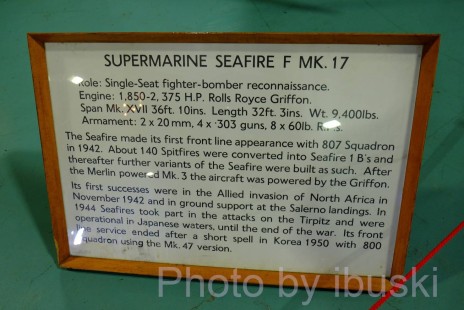 SUPERMARINE SEAFIRE F MK. 17
Role: Single-Seat fighter-bomber reconnaissance.
Engine: 1,850-2,375 H.P. Rolls Royce Griffon.
Span Mk. XVII 36ft. 10ins. Length 32ft. 3ins. Wt. 9,400lbs.
Armament: 2 x 20mm, 4 x ·303 guns, 8 x 60lb.
The Seafire made its first front line appearance with 807 Squadron
in 1942. About 140 Spitfires were converted into Seafire 1 B's and
thereafter further variants of the Seafire were built as such. After
the Merlin powered Mk. 3 the aircraft was powered by the Griffon.
Its first successes were in the Allied invasion of North Africa in
November 1942 and in ground support at the Salerno landings. In
1944 Seafires took part in the attacks on the Tirpitz and were
operational in Japanese waters, until the end of the war. Its front
line service ended after a short spell in Korea 1950 with 800
Squadron using the Mk. 47 version.
Photo by ibuski